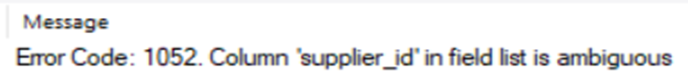 Message
Error Code: 1052. Column 'supplier_id' in field list is ambiguous